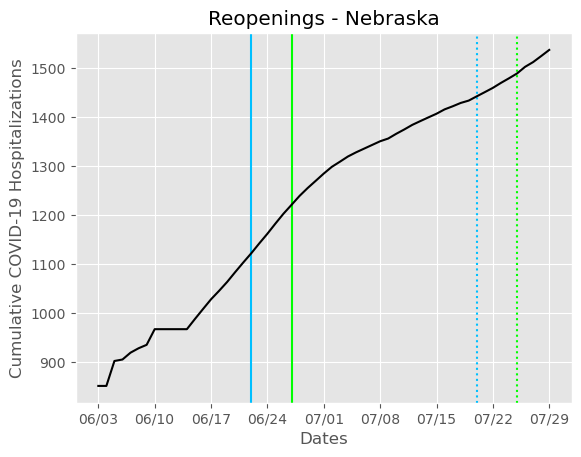 Reopenings - Nebraska
Cumulative COVID-19 Hospitalizations
1500
1400
1300
1200
1100
1000
900
06/03 06/10 06/17 06/24 07/01 07/08 07/15 07/22 07/29
Dates